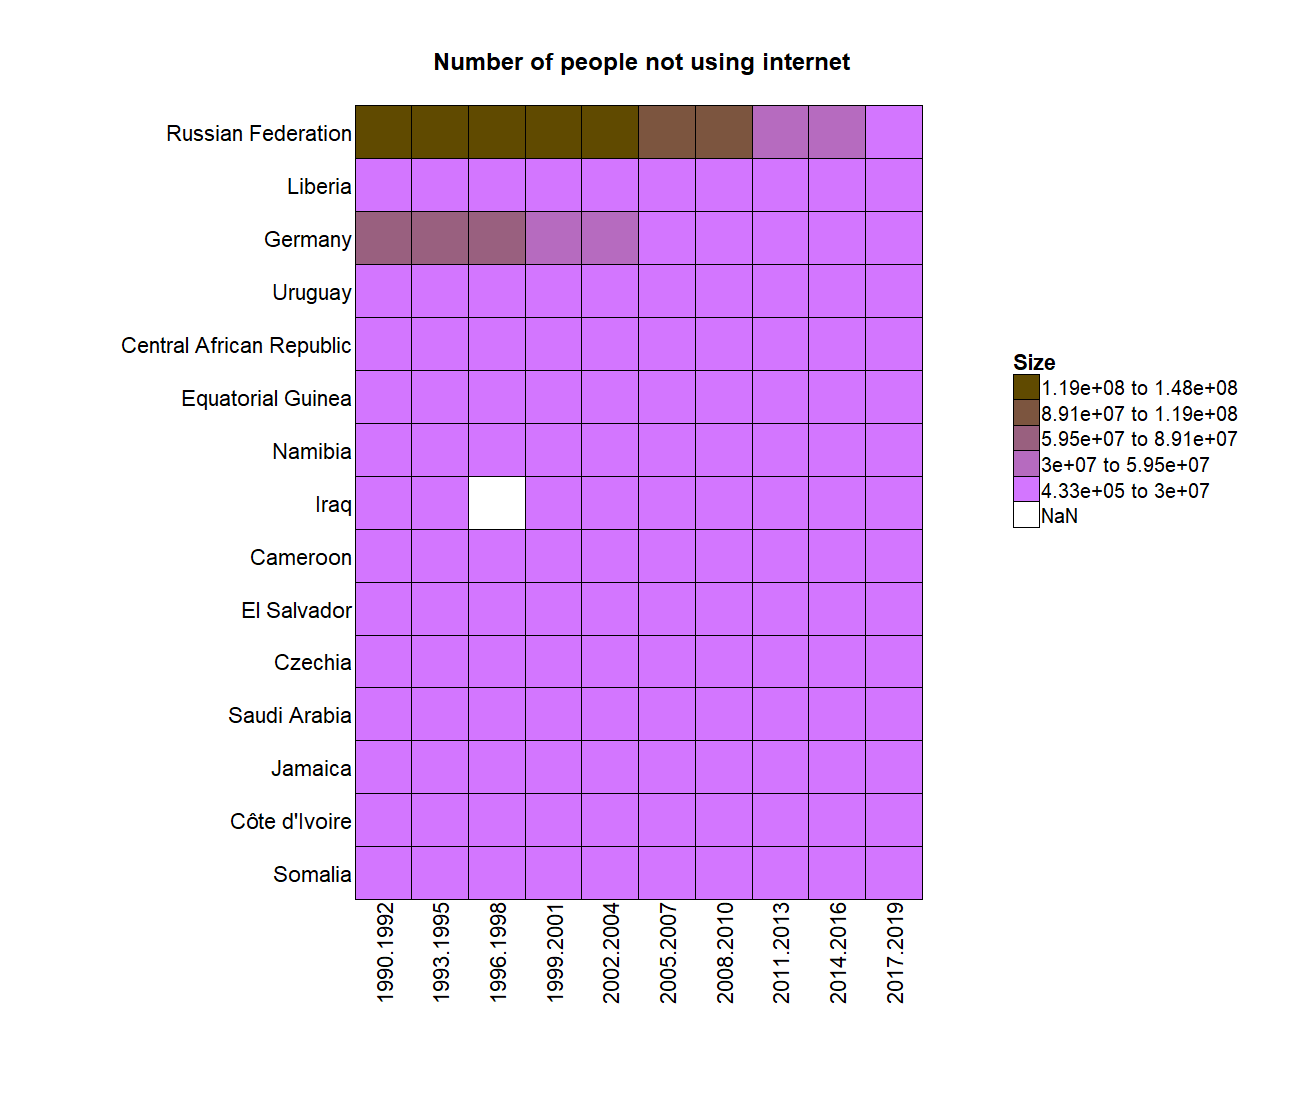 Number of people not using internet
Russian Federation
Liberia
Germany
Uruguay
Central African Republic
Equatorial Guinea
Namibia
Iraq
Cameroon
El Salvador
Czechia
Saudi Arabia
Jamaica
Côte d'Ivoire
Somalia
1990.1992
1993.1995
1996.1998
1999.2001
2002.2004
2005.2007
2008.2010
2011.2013
2014.2016
2017.2019
Size
1.19e+08 to 1.48e+08
8.91e+07 to 1.19e+08
5.95e+07 to 8.91e+07
3e+07 to 5.95e+07
4.33e+05 to 3e+07
NaN